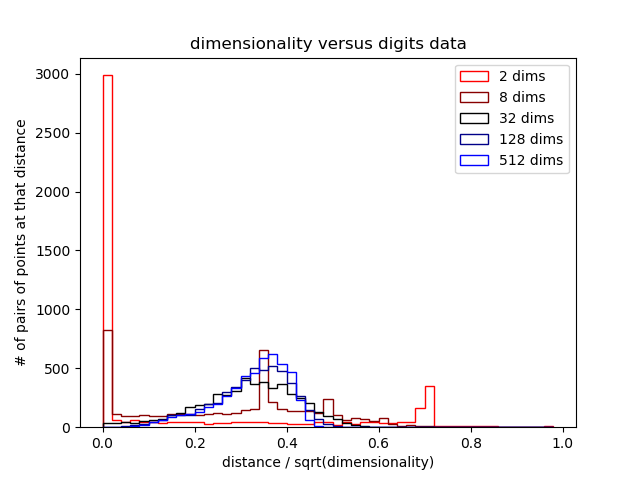 dimensionality versus digits data
# of pairs of points at that distance
3000
2500
2000
1500
1000
500
0
2 dims
8 dims
32 dims
128 dims
512 dims
0.0 0.2 0.4 0.6 0.8 1.0
distance / sqrt(dimensionality)